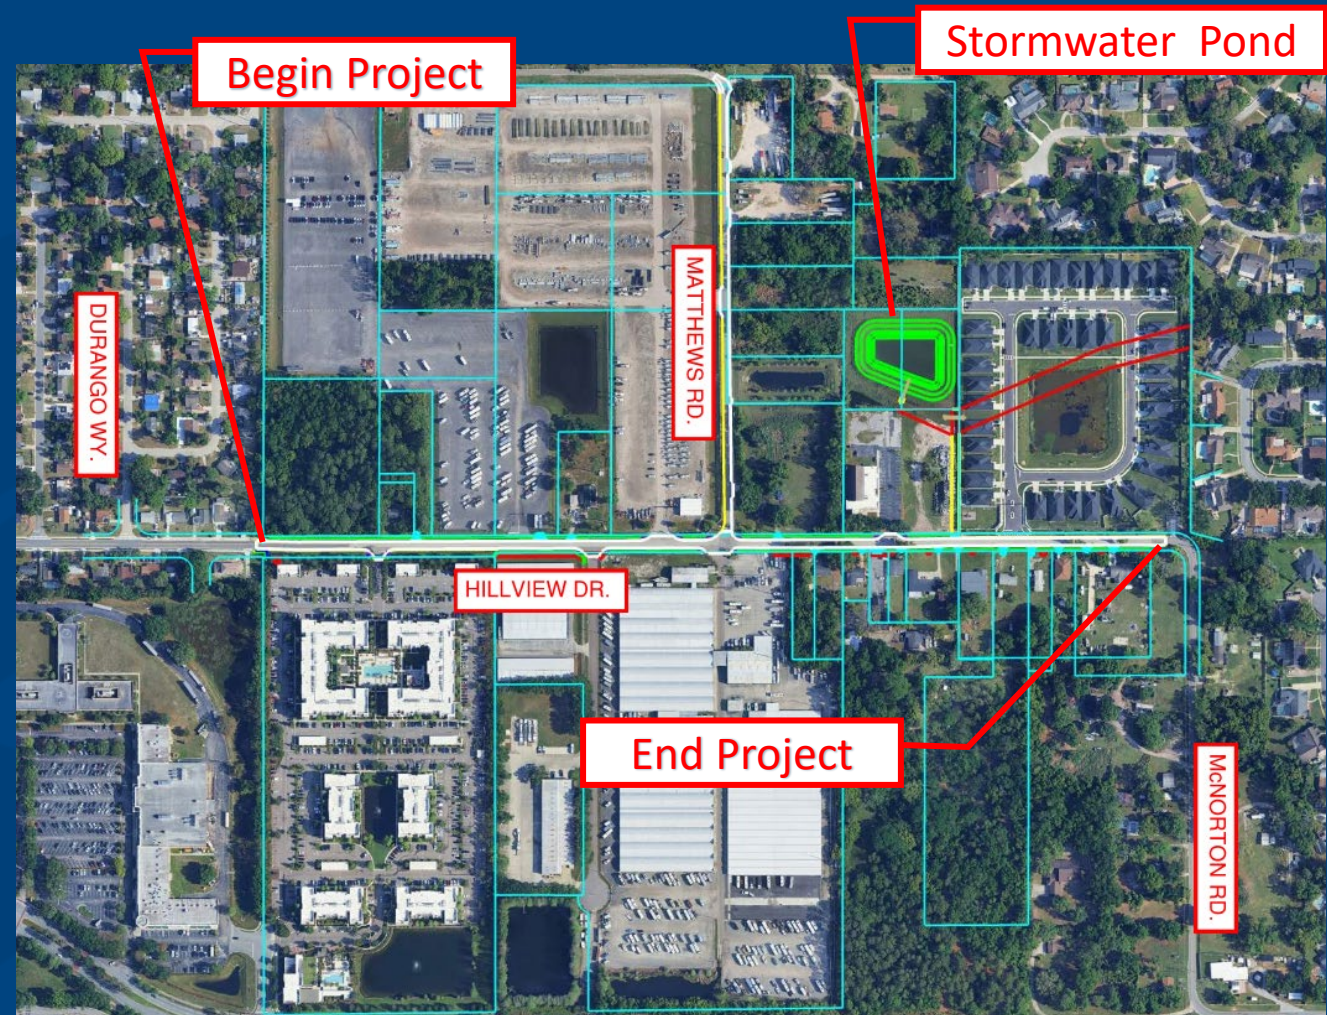 Begin Project
Stormwater Pond
DURANGO WY.
MATTHEWS RD.
HILLVIEW DR.
End Project
McNORTON RD.